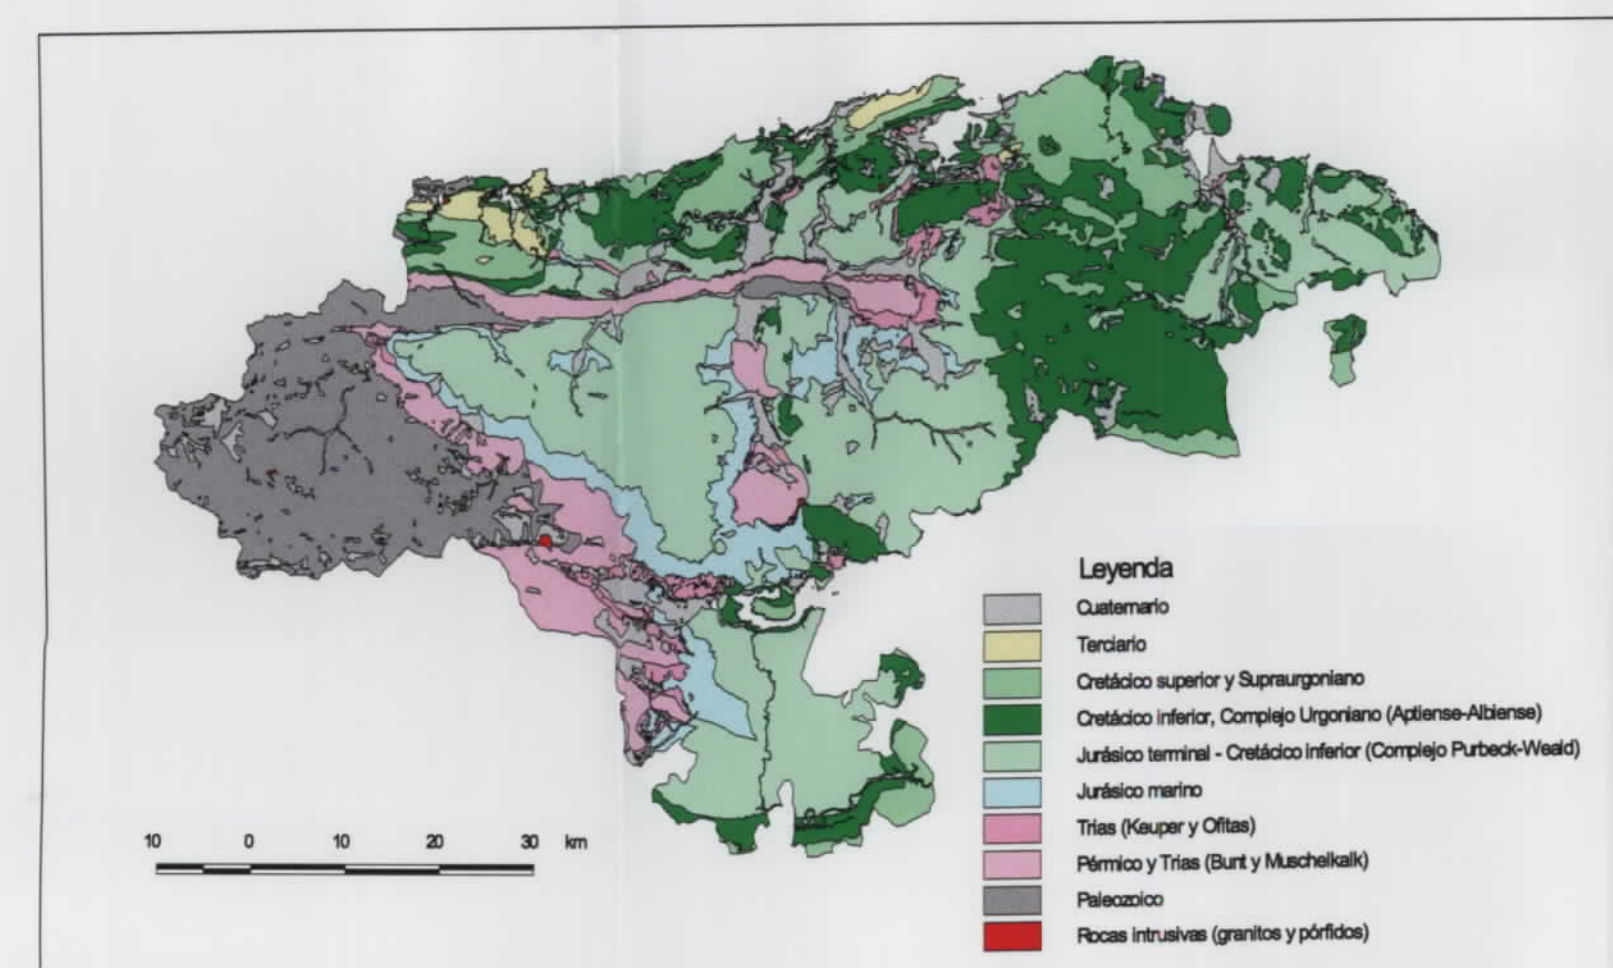 Leyenda
Cuaternario
Terciario
Cretácico superior y Supraurgoniano
Cretácico inferior, Complejo Urgoniano (Aptiense-Albiense)
Jurásico terminal - Cretácico inferior (Complejo Purbeck-Weald)
Jurásico marino
Trias (Keuper y Ofitas)
Pérmico y Trias (Bunt y Muschelkalk)
Paleozoico
Rocas intrusivas (granitos y pórfidos)
10 0 10 20 30 km